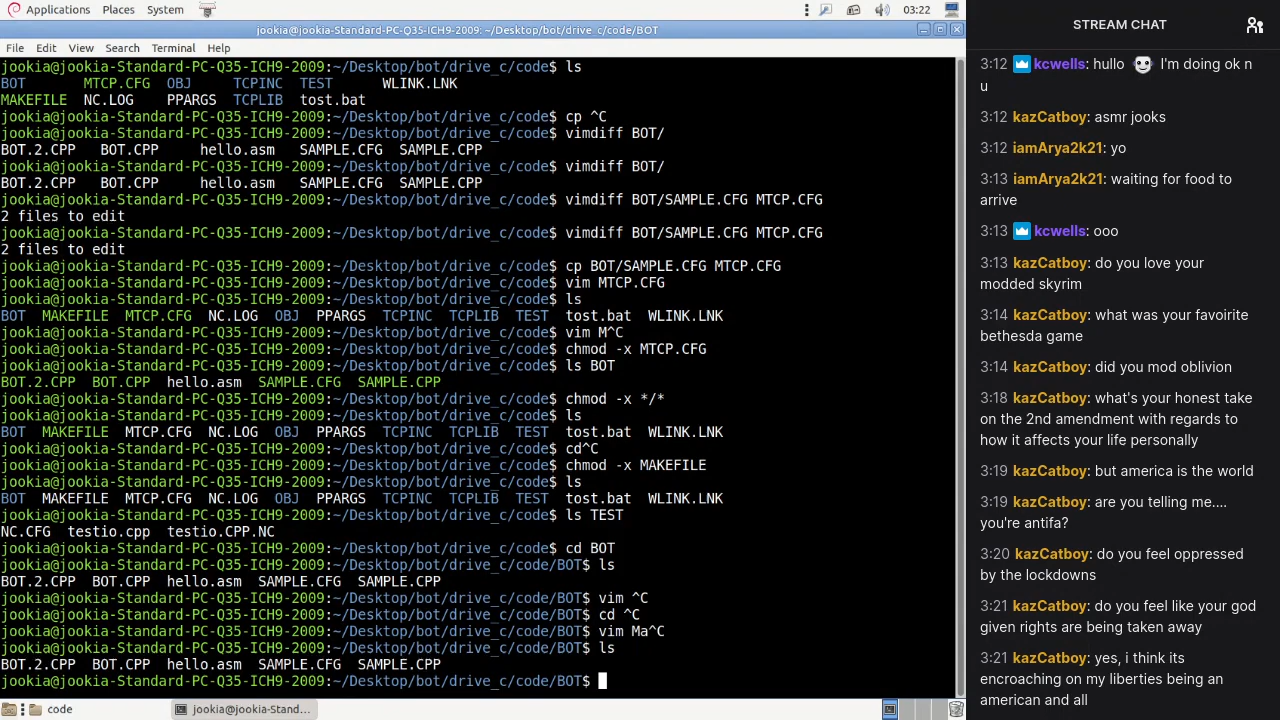 Applications Places System 03:22
jookia@jookia-Standard-PC-Q35-ICH9-2009: ~/Desktop/bot/drive_c/code/BOT
File Edit View Search Terminal Help
jookia@jookia-Standard-PC-Q35-ICH9-2009:~/Desktop/bot/drive_c/code$ ls
BOT MTCP.CFG OBJ TCPINC TEST WLINK.LNK
MAKEFILE NC.LOG PPARGS TCPLIB tost.bat
jookia@jookia-Standard-PC-Q35-ICH9-2009:~/Desktop/bot/drive_c/code$ cp ^C
jookia@jookia-Standard-PC-Q35-ICH9-2009:~/Desktop/bot/drive_c/code$ vimdiff BOT/
BOT.2.CPP BOT.CPP hello.asm SAMPLE.CFG SAMPLE.CPP
jookia@jookia-Standard-PC-Q35-ICH9-2009:~/Desktop/bot/drive_c/code$ vimdiff BOT/
BOT.2.CPP BOT.CPP hello.asm SAMPLE.CFG SAMPLE.CPP
jookia@jookia-Standard-PC-Q35-ICH9-2009:~/Desktop/bot/drive_c/code$ vimdiff BOT/SAMPLE.CFG MTCP.CFG
2 files to edit
jookia@jookia-Standard-PC-Q35-ICH9-2009:~/Desktop/bot/drive_c/code$ vimdiff BOT/SAMPLE.CFG MTCP.CFG
2 files to edit
jookia@jookia-Standard-PC-Q35-ICH9-2009:~/Desktop/bot/drive_c/code$ cp BOT/SAMPLE.CFG MTCP.CFG
jookia@jookia-Standard-PC-Q35-ICH9-2009:~/Desktop/bot/drive_c/code$ vim MTCP.CFG
jookia@jookia-Standard-PC-Q35-ICH9-2009:~/Desktop/bot/drive_c/code$ ls
BOT MAKEFILE MTCP.CFG NC.LOG OBJ PPARGS TCPINC TCPLIB TEST tost.bat WLINK.LNK
jookia@jookia-Standard-PC-Q35-ICH9-2009:~/Desktop/bot/drive_c/code$ vim M^C
jookia@jookia-Standard-PC-Q35-ICH9-2009:~/Desktop/bot/drive_c/code$ chmod -x MTCP.CFG
jookia@jookia-Standard-PC-Q35-ICH9-2009:~/Desktop/bot/drive_c/code$ ls BOT
BOT.2.CPP BOT.CPP hello.asm SAMPLE.CFG SAMPLE.CPP
jookia@jookia-Standard-PC-Q35-ICH9-2009:~/Desktop/bot/drive_c/code$ chmod -x */*
jookia@jookia-Standard-PC-Q35-ICH9-2009:~/Desktop/bot/drive_c/code$ ls
BOT MAKEFILE MTCP.CFG NC.LOG OBJ PPARGS TCPINC TCPLIB TEST tost.bat WLINK.LNK
jookia@jookia-Standard-PC-Q35-ICH9-2009:~/Desktop/bot/drive_c/code$ cd^C
jookia@jookia-Standard-PC-Q35-ICH9-2009:~/Desktop/bot/drive_c/code$ chmod -x MAKEFILE
jookia@jookia-Standard-PC-Q35-ICH9-2009:~/Desktop/bot/drive_c/code$ ls
BOT MAKEFILE MTCP.CFG NC.LOG OBJ PPARGS TCPINC TCPLIB TEST tost.bat WLINK.LNK
jookia@jookia-Standard-PC-Q35-ICH9-2009:~/Desktop/bot/drive_c/code$ ls TEST
NC.CFG testio.cpp testio.CPP.NC
jookia@jookia-Standard-PC-Q35-ICH9-2009:~/Desktop/bot/drive_c/code$ cd BOT
jookia@jookia-Standard-PC-Q35-ICH9-2009:~/Desktop/bot/drive_c/code/BOT$ ls
BOT.2.CPP BOT.CPP hello.asm SAMPLE.CFG SAMPLE.CPP
jookia@jookia-Standard-PC-Q35-ICH9-2009:~/Desktop/bot/drive_c/code/BOT$ vim ^C
jookia@jookia-Standard-PC-Q35-ICH9-2009:~/Desktop/bot/drive_c/code/BOT$ cd ^C
jookia@jookia-Standard-PC-Q35-ICH9-2009:~/Desktop/bot/drive_c/code/BOT$ vim Ma^C
jookia@jookia-Standard-PC-Q35-ICH9-2009:~/Desktop/bot/drive_c/code/BOT$ ls
BOT.2.CPP BOT.CPP hello.asm SAMPLE.CFG SAMPLE.CPP
jookia@jookia-Standard-PC-Q35-ICH9-2009:~/Desktop/bot/drive_c/code/BOT$
code jookia@jookia-Stand...
STREAM CHAT
3:12 kcwells: hullo I'm doing ok n
u
3:12 kazCatboy: asmr jooks
3:12 iamArya2k21: yo
3:13 iamArya2k21: waiting for food to
arrive
3:13 kcwells: ooo
3:13 kazCatboy: do you love your
modded skyrim
3:14 kazCatboy: what was your favoirite
bethesda game
3:14 kazCatboy: did you mod oblivion
3:18 kazCatboy: what's your honest take
on the 2nd amendment with regards to
how it affects your life personally
3:19 kazCatboy: but america is the world
3:19 kazCatboy: are you telling me....
you're antifa?
3:20 kazCatboy: do you feel oppressed
by the lockdowns
3:21 kazCatboy: do you feel like your god
given rights are being taken away
3:21 kazCatboy: yes, i think its
encroaching on my liberties being an
american and all